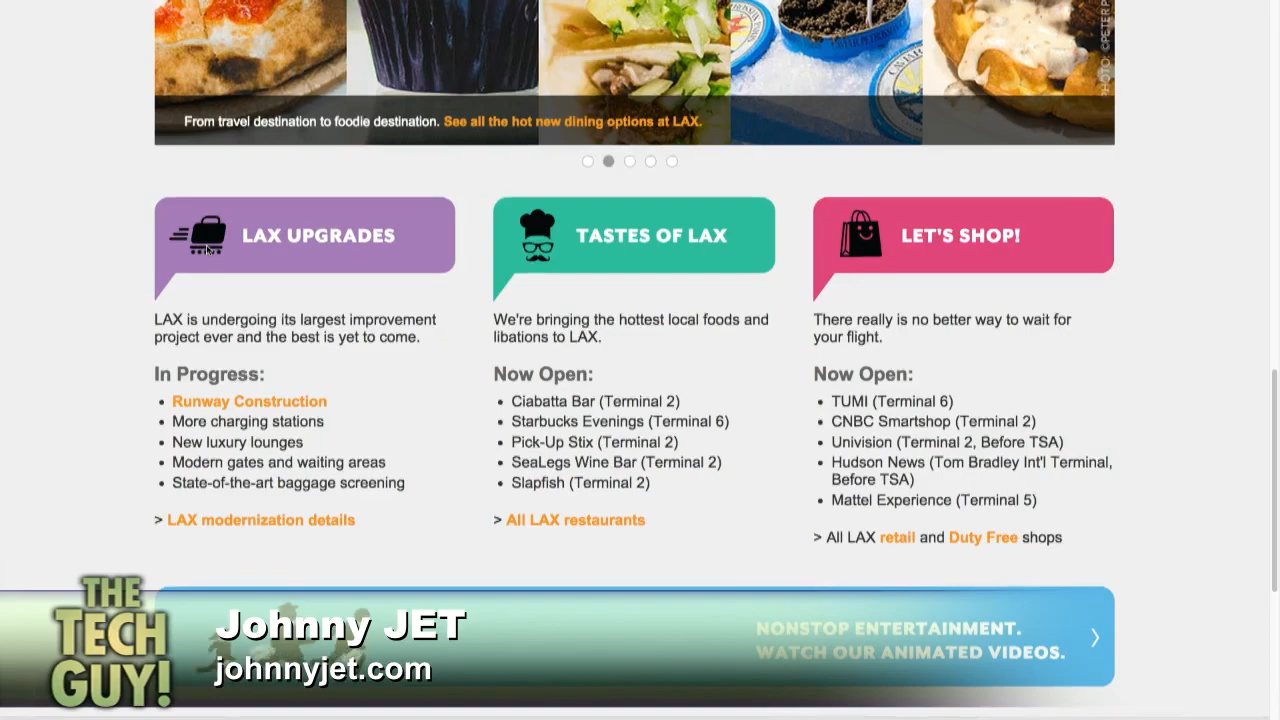 PHOTO: ©PETER P
From travel destination to foodie destination. See all the hot new dining options at LAX.
LAX UPGRADES
LAX is undergoing its largest improvement
project ever and the best is yet to come.
In Progress:
• Runway Construction
• More charging stations
• New luxury lounges
• Modern gates and waiting areas
• State-of-the-art baggage screening
> LAX modernization details
TASTES OF LAX
We're bringing the hottest local foods and
libations to LAX.
Now Open:
• Ciabatta Bar (Terminal 2)
• Starbucks Evenings (Terminal 6)
• Pick-Up Stix (Terminal 2)
• SeaLegs Wine Bar (Terminal 2)
• Slapfish (Terminal 2)
> All LAX restaurants
LET'S SHOP!
There really is no better way to wait for
your flight.
Now Open:
• TUMI (Terminal 6)
• CNBC Smartshop (Terminal 2)
• Univision (Terminal 2, Before TSA)
• Hudson News (Tom Bradley Int'l Terminal,
Before TSA)
• Mattel Experience (Terminal 5)
> All LAX retail and Duty Free shops
NONSTOP ENTERTAINMENT.
WATCH OUR ANIMATED VIDEOS.
THE
TECH
GUY!
Johnny JET
johnnyjet.com